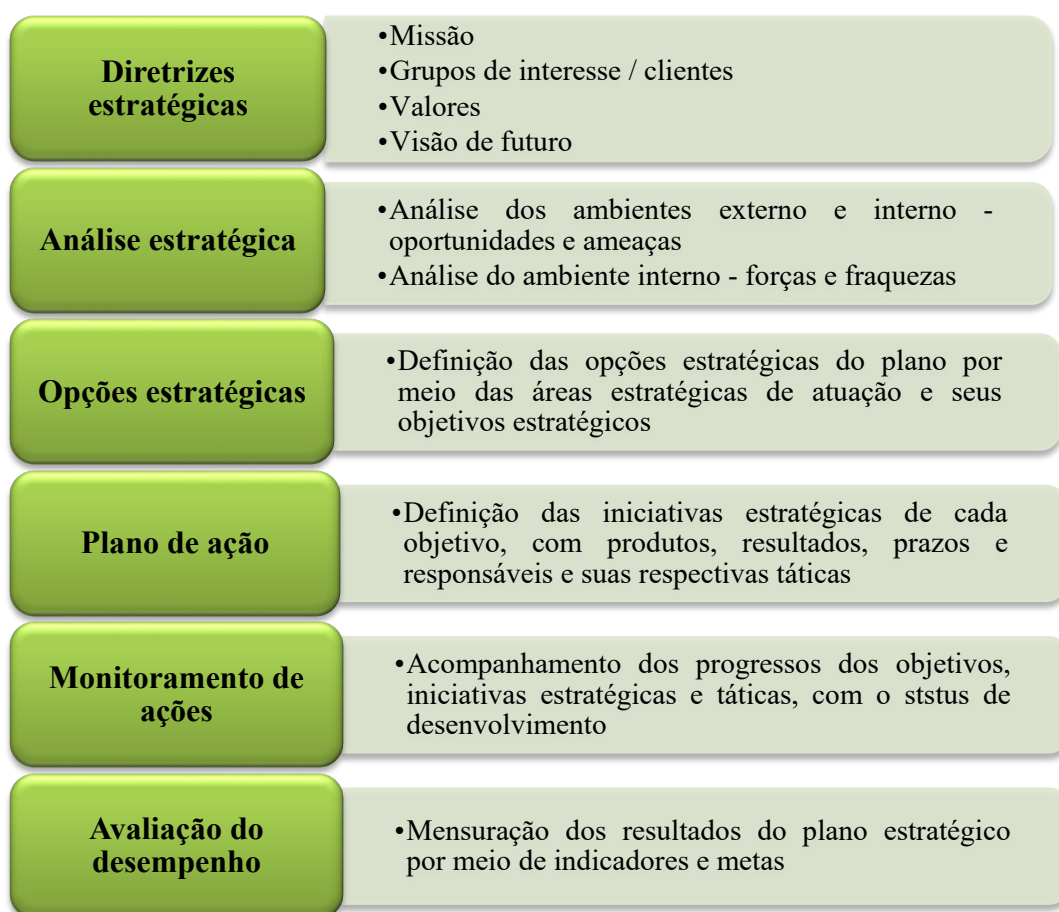 Diretrizes
estratégicas
•Missão
•Grupos de interesse / clientes
•Valores
•Visão de futuro
Análise estratégica
•Análise dos ambientes externo e interno -
oportunidades e ameaças
•Análise do ambiente interno - forças e fraquezas
Opções estratégicas
•Definição das opções estratégicas do plano por
meio das áreas estratégicas de atuação e seus
objetivos estratégicos
Plano de ação
•Definição das iniciativas estratégicas de cada
objetivo, com produtos, resultados, prazos e
responsáveis e suas respectivas táticas
Monitoramento de
ações
•Acompanhamento dos progressos dos objetivos,
iniciativas estratégicas e táticas, com o ststus de
desenvolvimento
Avaliação do
desempenho
•Mensuração dos resultados do plano estratégico
por meio de indicadores e metas